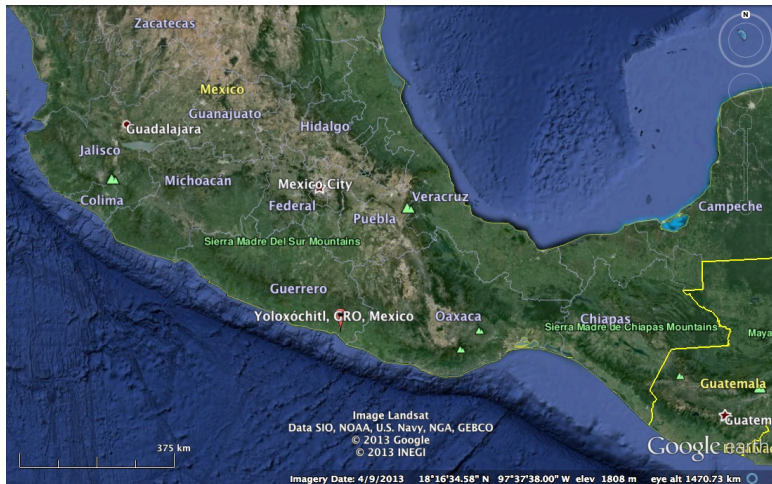 N
Zacatecas
Mexico
Guanajuato
Guadalajara
Hidalgo
Jalisco
Michoacán
Mexico City
Veracruz
Colima
Federal
Puebla
Campeche
Sierra Madre Del Sur Mountains
Guerrero
Yoloxóchitl, GRO, Mexico
Oaxaca
Chiapas
Sierra Madre de Chiapas Mountains
Maya
Guatemala
Guatem
Image Landsat
Data SIO, NOAA, U.S. Navy, NGA, GEBCO
© 2013 Google
© 2013 INEGI
375 km
Google earth
Imagery Date: 4/9/2013 18°16'34.58" N 97°37'38.00" W elev 1808 m eye alt 1470.73 km